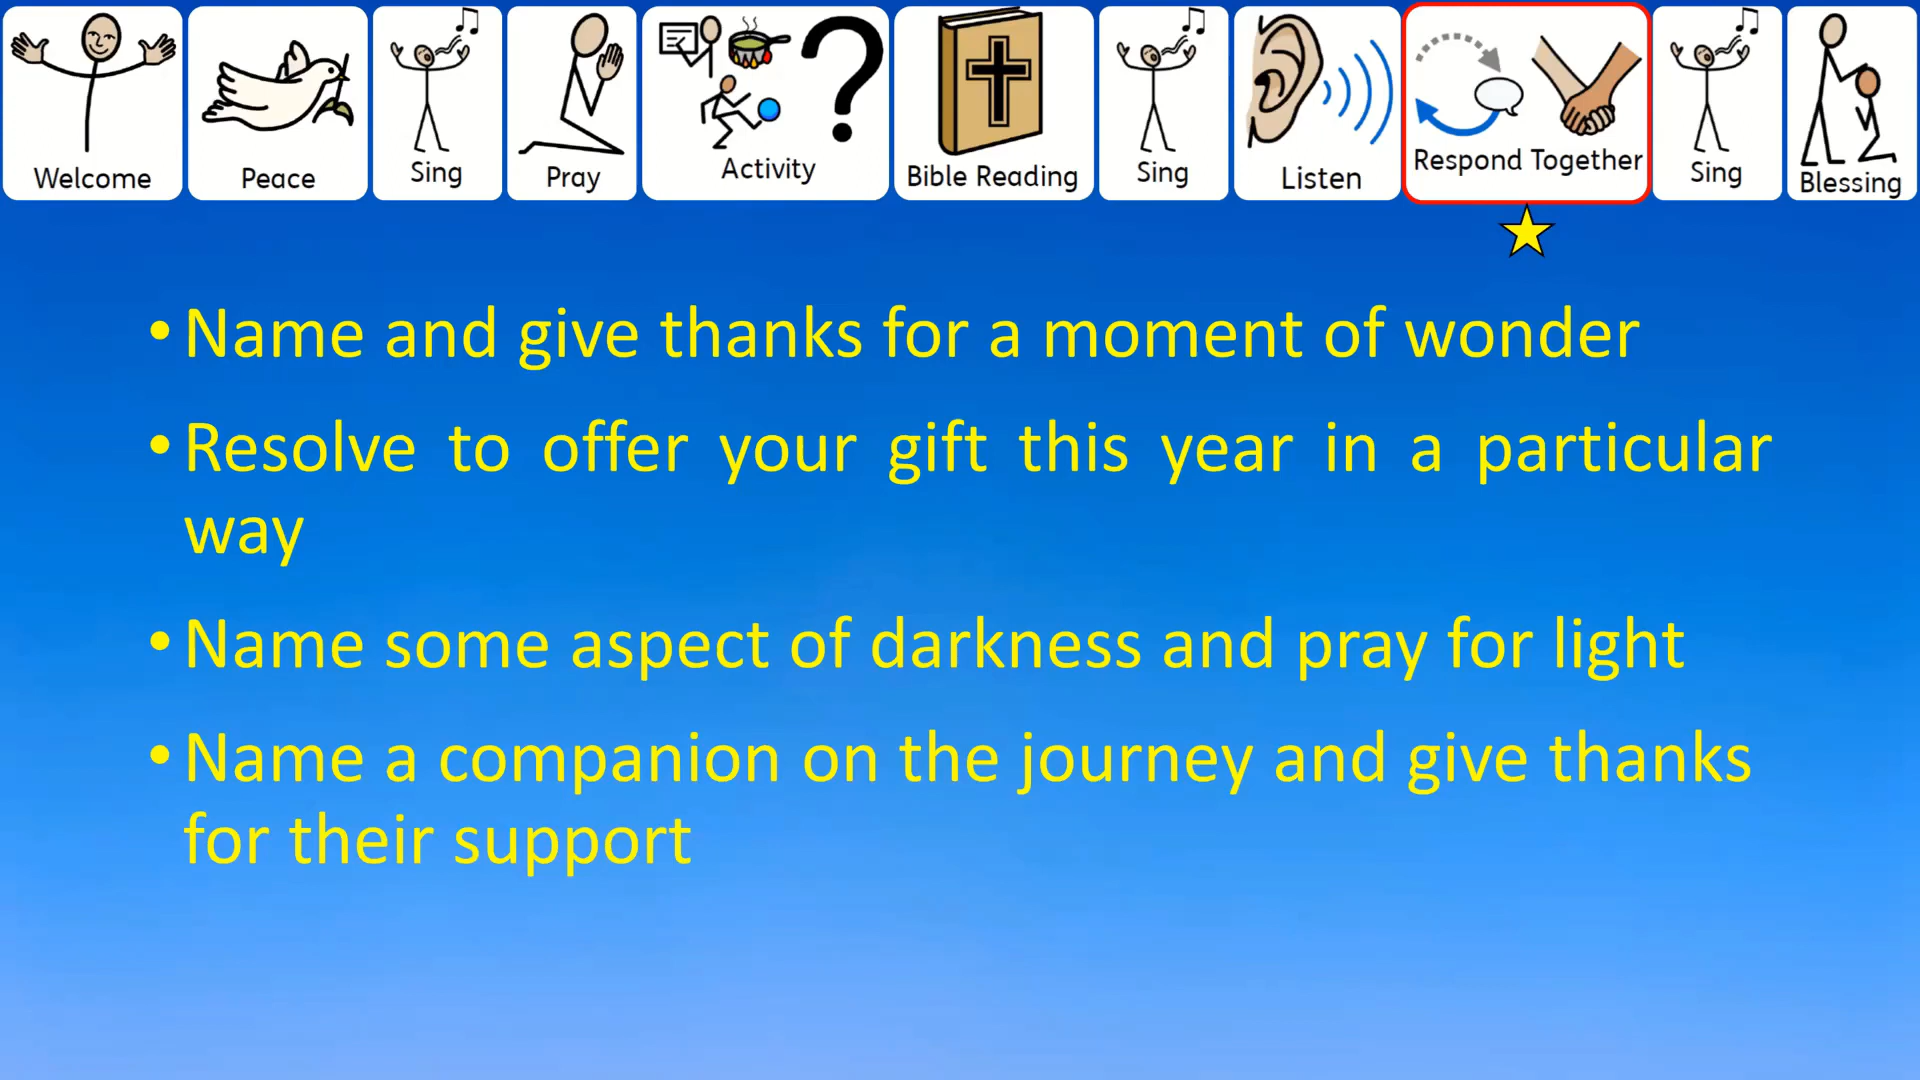 Welcome
Peace
Sing
Pray
Activity
Bible Reading
Sing
Listen
Respond Together
Sing
Blessing
• Name and give thanks for a moment of wonder
• Resolve to offer your gift this year in a particular
way
• Name some aspect of darkness and pray for light
• Name a companion on the journey and give thanks
for their support